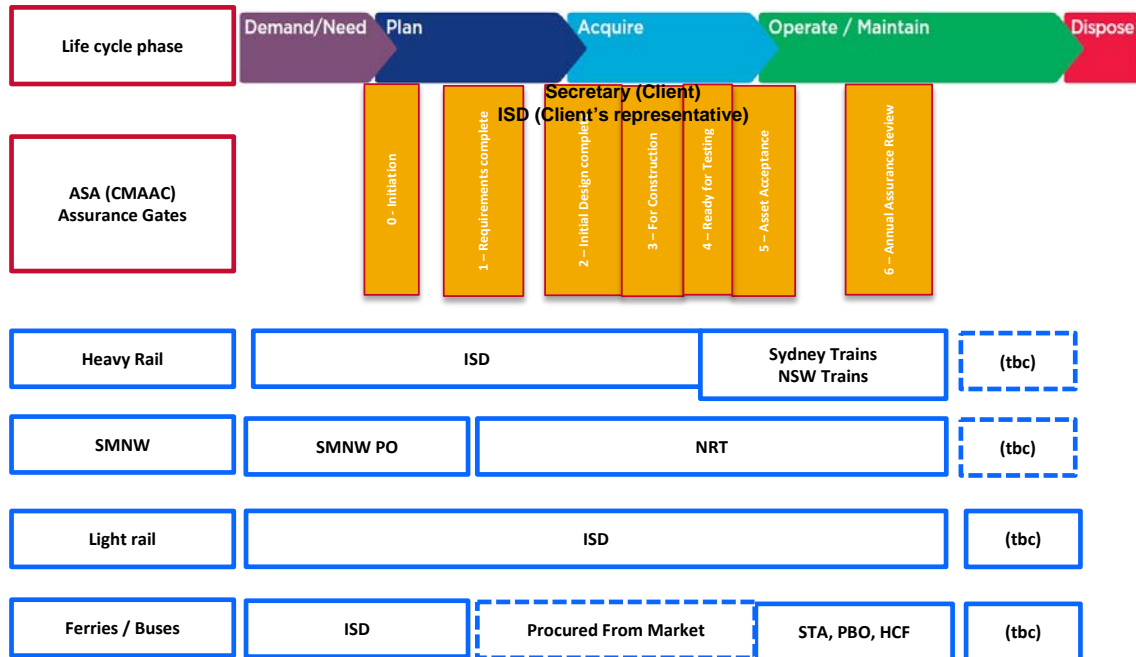 Life cycle phase
Demand/Need
Plan
Acquire
Operate / Maintain
Dispose
Secretary (Client)
ISD (Client's representative)
ASA (CMAAC)
Assurance Gates
0 - Initiation
1 – Requirements complete
2 – Initial Design complet
3 – For Construction
4 – Ready for Testing
5 – Asset Acceptance
6 – Annual Assurance Review
Heavy Rail
ISD
Sydney Trains
NSW Trains
(tbc)
SMNW
SMNW PO
NRT
(tbc)
Light rail
ISD
(tbc)
Ferries / Buses
ISD
Procured From Market
STA, PBO, HCF
(tbc)